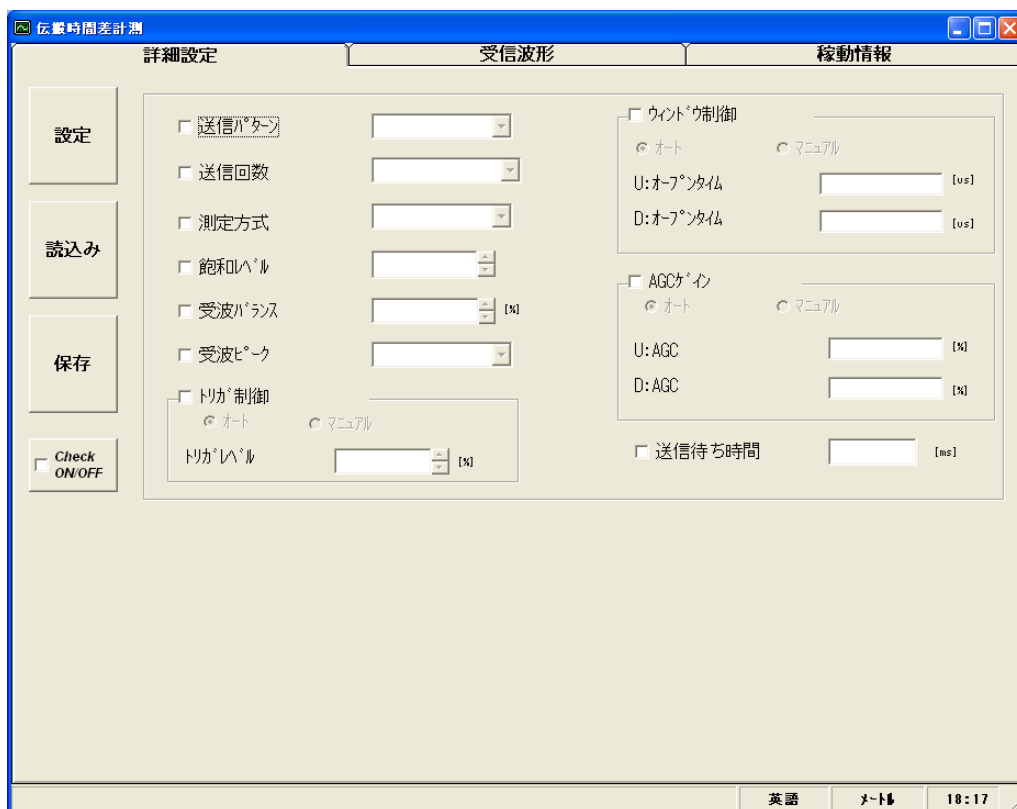 伝搬時間差計測
詳細設定
受信波形
稼動情報
設定
読込み
保存
Check
ON/OFF
送信ﾊﾟﾀｰﾝ
送信回数
測定方式
飽和ﾚﾍﾞﾙ
受波ﾊﾞﾗﾝｽ
[%]
受波ﾋﾟｰｸ
ﾄﾘｶﾞ制御
ｵｰﾄ
ﾏﾆｭｱﾙ
ﾄﾘｶﾞﾚﾍﾞﾙ
[%]
ｳｨﾝﾄﾞｳ制御
ｵｰﾄ
ﾏﾆｭｱﾙ
U:ｵｰﾌﾟﾝﾀｲﾑ
[us]
D:ｵｰﾌﾟﾝﾀｲﾑ
[us]
AGCｹﾞｲﾝ
ｵｰﾄ
ﾏﾆｭｱﾙ
U:AGC
[%]
D:AGC
[%]
送信待ち時間
[ms]
英語
ﾒｰﾄﾙ
18:17